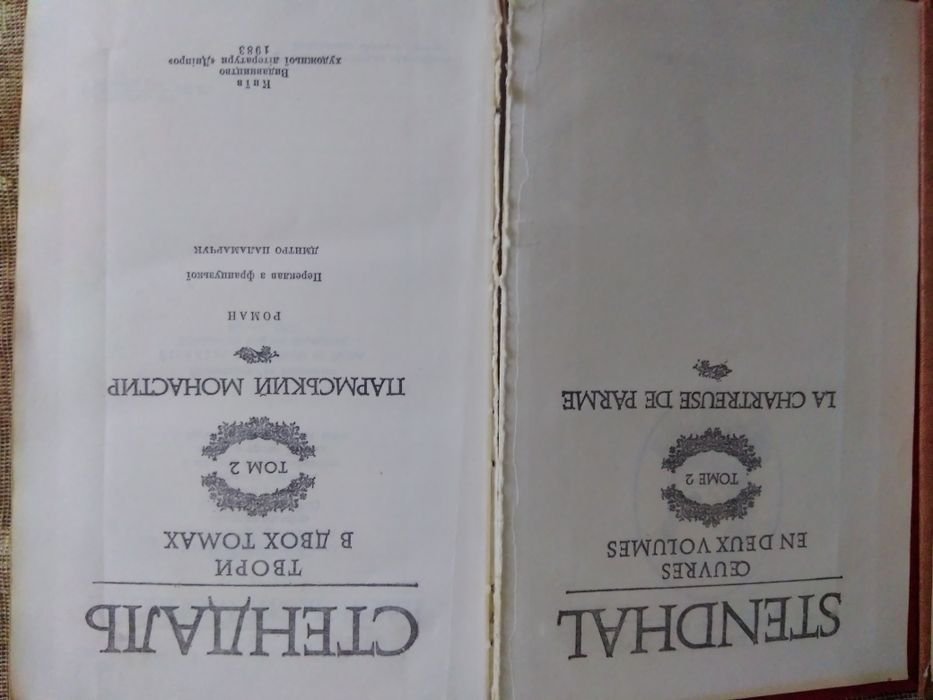 STENDHAL
ŒUVRES
EN DEUX VOLUMES
TOME 2
LA CHARTREUSE DE PARME
СТЕНДАЛЬ
ТВОРИ
В ДВОХ ТОМАХ
ТОМ 2
ПАРМСЬКИЙ МОНАСТИР
РОМАН
Переклав з французької
ДМИТРО ПАЛАМАРЧУК
Київ
Видавництво
художньої літератури «Дніпро»
1983